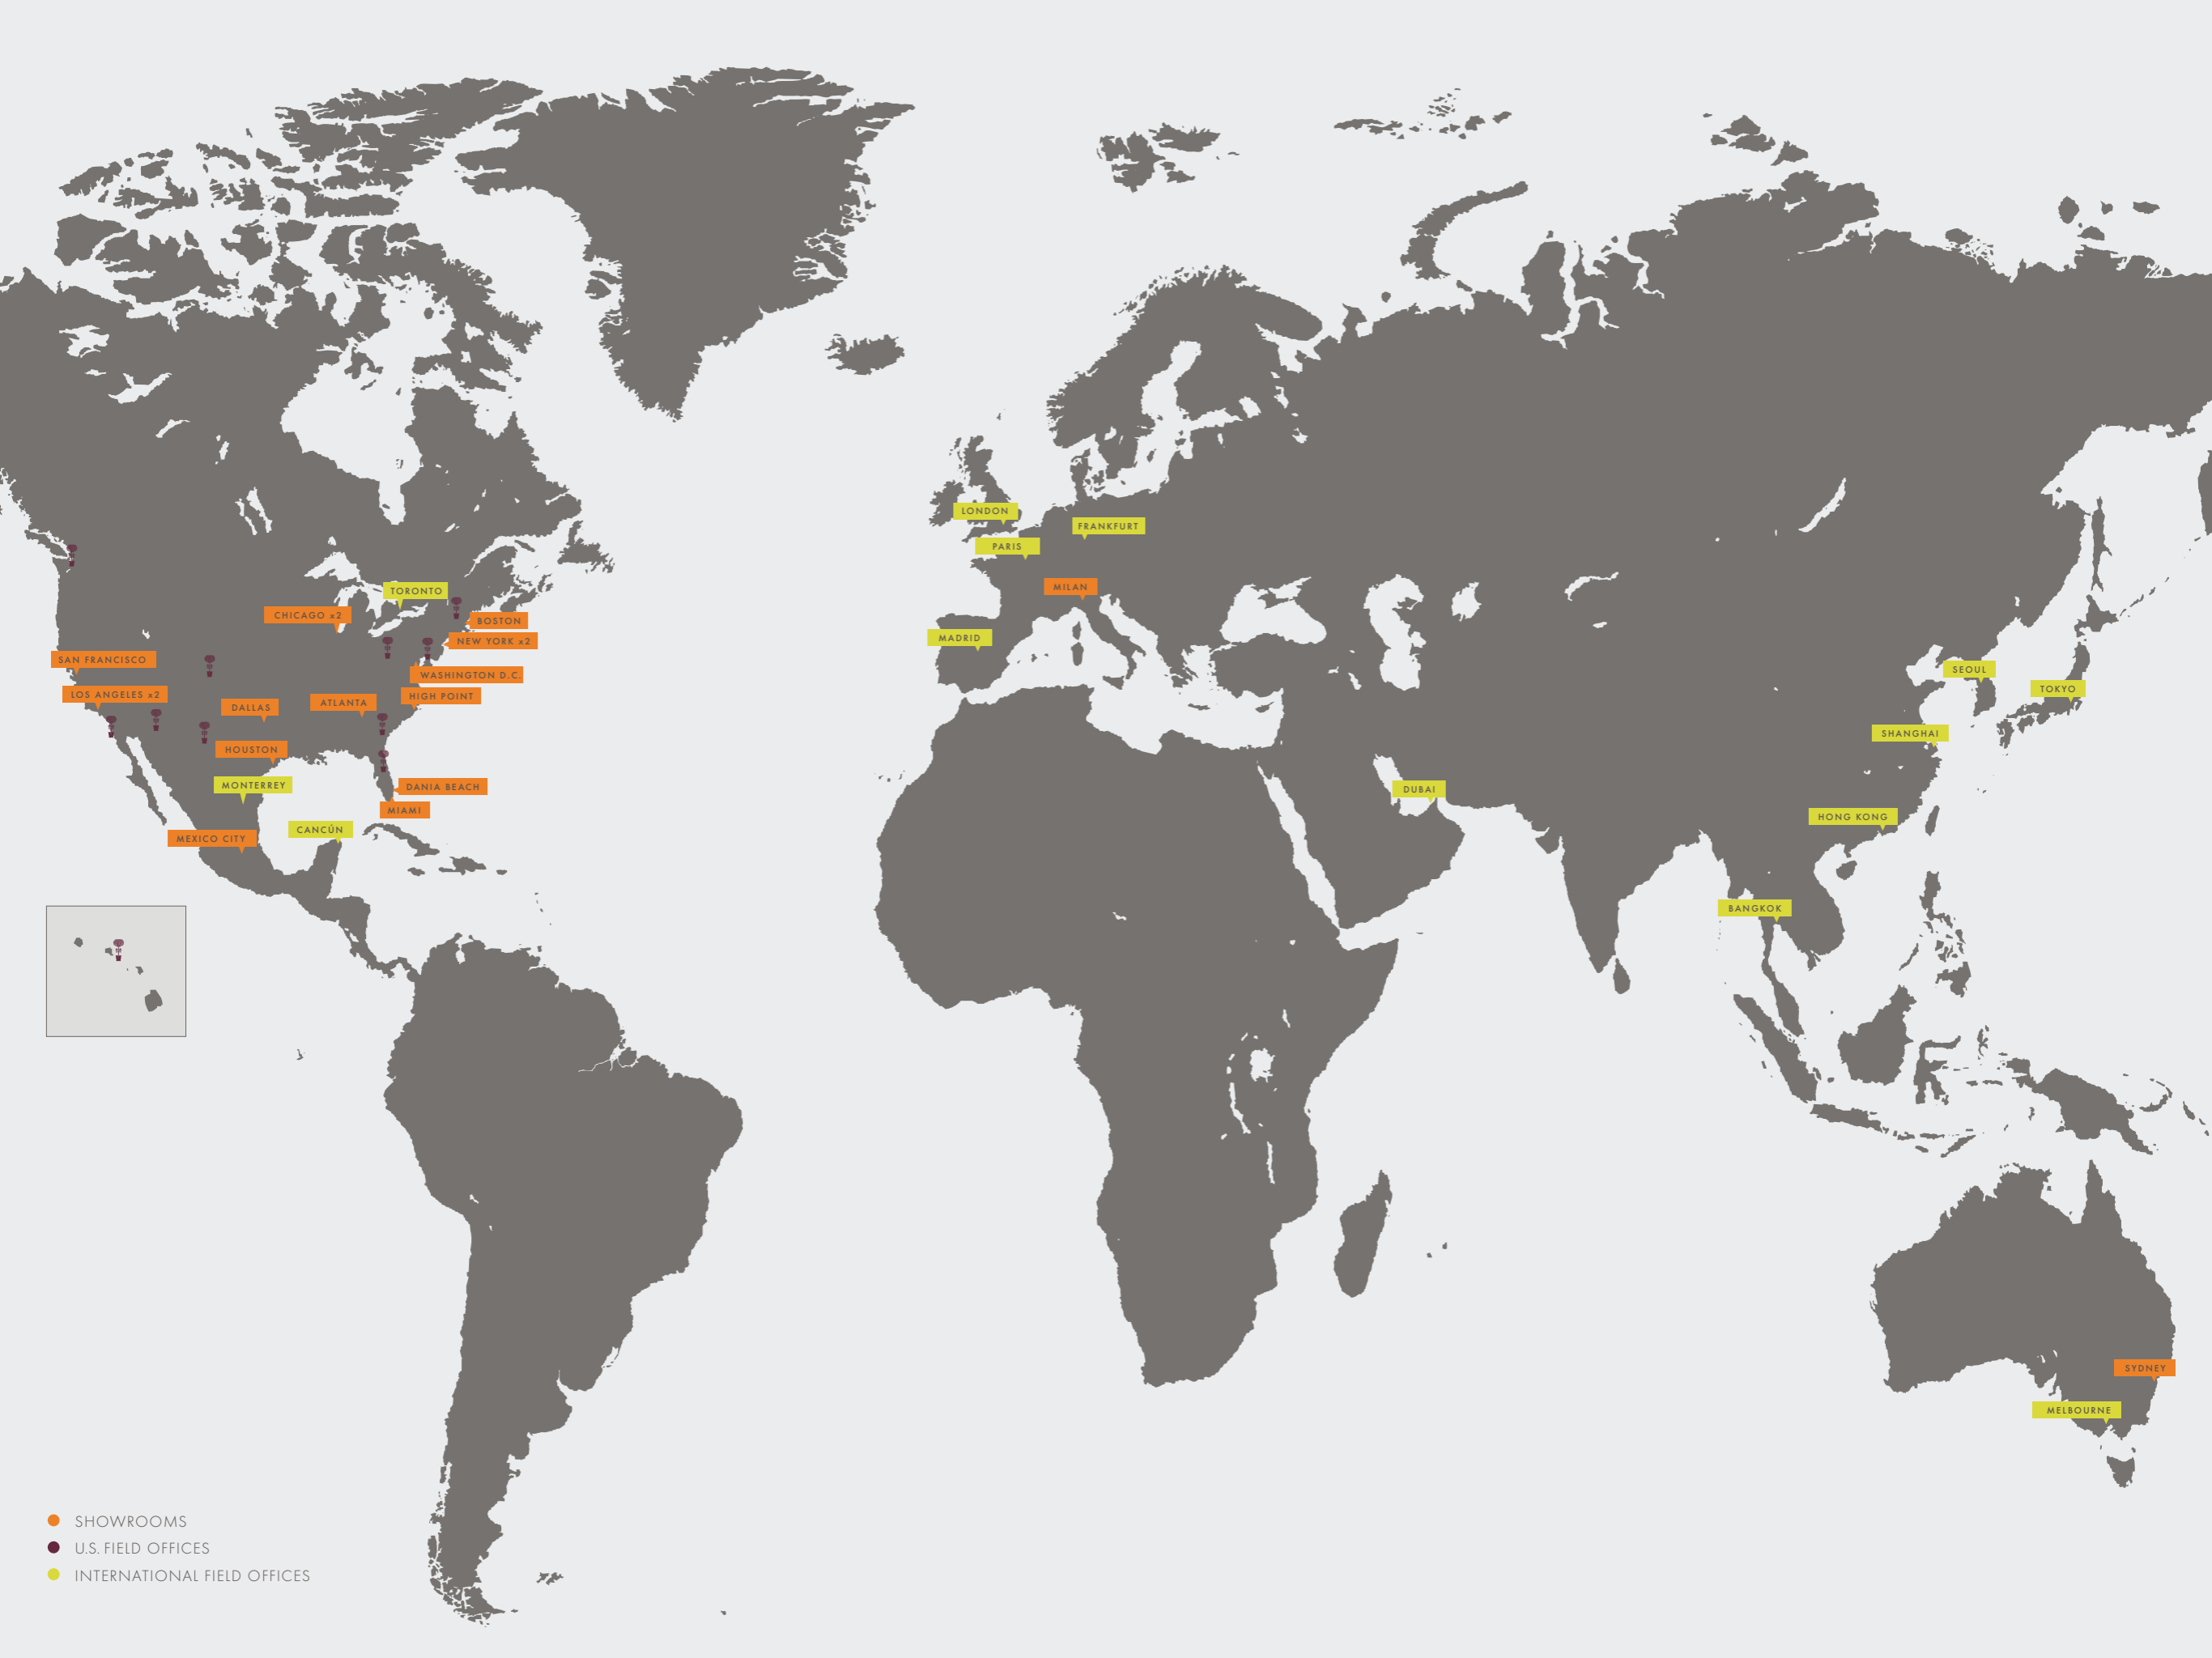 LONDON
FRANKFURT
PARIS
MILAN
TORONTO
CHICAGO x2
BOSTON
MADRID
NEW YORK x2
SAN FRANCISCO
SEOUL
WASHINGTON D.C.
TOKYO
LOS ANGELES x2
HIGH POINT
ATLANTA
DALLAS
SHANGHAI
HOUSTON
MONTERREY
DANIA BEACH
DUBAI
MIAMI
HONG KONG
CANCÚN
MEXICO CITY
BANGKOK
SYDNEY
MELBOURNE
SHOWROOMS
U.S. FIELD OFFICES
INTERNATIONAL FIELD OFFICES